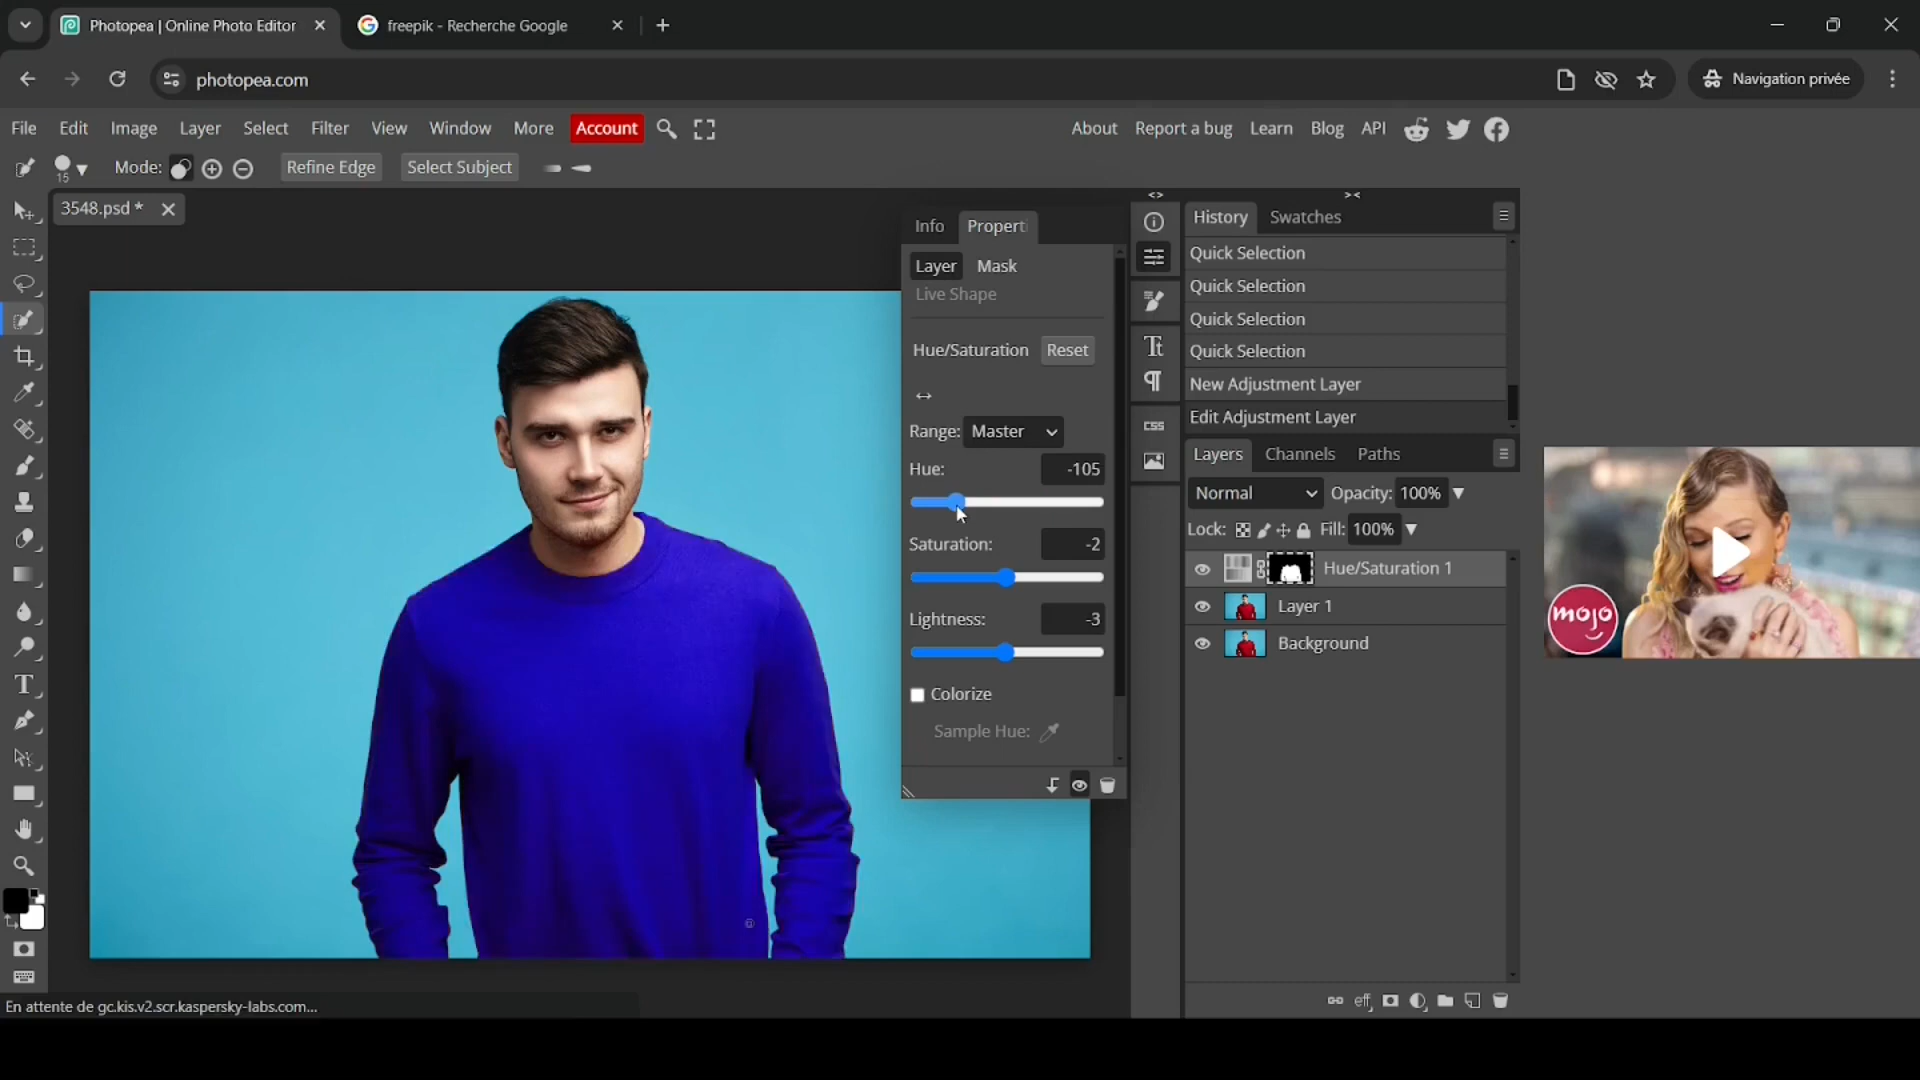 Photopea | Online Photo Editor
freepik - Recherche Google
photopea.com
Navigation privée
File Edit Image Layer Select Filter View Window More Account
About Report a bug Learn Blog API
15 Mode: Refine Edge Select Subject
3548.psd *
Info Properti
Layer Mask
Live Shape
Hue/Saturation Reset
Range: Master
Hue: -105
Saturation: -2
Lightness: -3
Colorize
Sample Hue:
CSS
History Swatches
Quick Selection
Quick Selection
Quick Selection
Quick Selection
New Adjustment Layer
Edit Adjustment Layer
Layers Channels Paths
Normal Opacity: 100%
Lock: Fill: 100%
Hue/Saturation 1
Layer 1
Background
eff
mojo
En attente de gc.kis.v2.scr.kaspersky-labs.com...